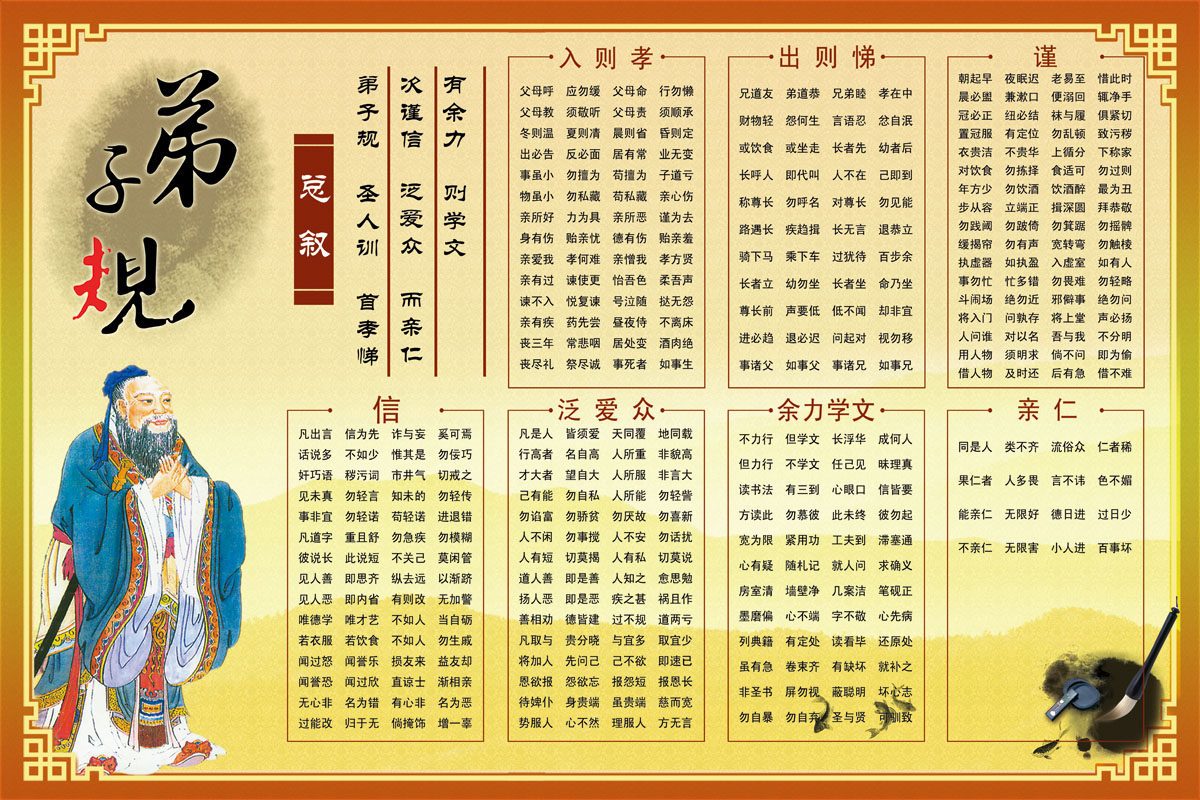 弟子規
总叙
弟子规 圣人训 首孝悌
次谨信 泛爱众 而亲仁
有余力 则学文
入则孝
父母呼 应勿缓 父母命 行勿懒
父母教 须敬听 父母责 须顺承
冬则温 夏则凊 晨则省 昏则定
出必告 反必面 居有常 业无变
事虽小 勿擅为 苟擅为 子道亏
物虽小 勿私藏 苟私藏 亲心伤
亲所好 力为具 亲所恶 谨为去
身有伤 贻亲忧 德有伤 贻亲羞
亲爱我 孝何难 亲憎我 孝方贤
亲有过 谏使更 怡吾色 柔吾声
谏不入 悦复谏 号泣随 挞无怨
亲有疾 药先尝 昼夜侍 不离床
丧三年 常悲咽 居处变 酒肉绝
丧尽礼 祭尽诚 事死者 如事生
出则悌
兄道友 弟道恭 兄弟睦 孝在中
财物轻 怨何生 言语忍 忿自泯
或饮食 或坐走 长者先 幼者后
长呼人 即代叫 人不在 己即到
称尊长 勿呼名 对尊长 勿见能
路遇长 疾趋揖 长无言 退恭立
骑下马 乘下车 过犹待 百步余
长者立 幼勿坐 长者坐 命乃坐
尊长前 声要低 低不闻 却非宜
进必趋 退必迟 问起对 视勿移
事诸父 如事父 事诸兄 如事兄
谨
朝起早 夜眠迟 老易至 惜此时
晨必盥 兼漱口 便溺回 辄净手
冠必正 纽必结 袜与履 俱紧切
置冠服 有定位 勿乱顿 致污秽
衣贵洁 不贵华 上循分 下称家
对饮食 勿拣择 食适可 勿过则
年方少 勿饮酒 饮酒醉 最为丑
步从容 立端正 揖深圆 拜恭敬
勿践阈 勿跛倚 勿箕踞 勿摇髀
缓揭帘 勿有声 宽转弯 勿触棱
执虚器 如执盈 入虚室 如有人
事勿忙 忙多错 勿畏难 勿轻略
斗闹场 绝勿近 邪僻事 绝勿问
将入门 问孰存 将上堂 声必扬
人问谁 对以名 吾与我 不分明
用人物 须明求 倘不问 即为偷
借人物 及时还 后有急 借不难
信
凡出言 信为先 诈与妄 奚可焉
话说多 不如少 惟其是 勿佞巧
奸巧语 秽污词 市井气 切戒之
见未真 勿轻言 知未的 勿轻传
事非宜 勿轻诺 苟轻诺 进退错
凡道字 重且舒 勿急疾 勿模糊
彼说长 此说短 不关己 莫闲管
见人善 即思齐 纵去远 以渐跻
见人恶 即内省 有则改 无加警
唯德学 唯才艺 不如人 当自砺
若衣服 若饮食 不如人 勿生戚
闻过怒 闻誉乐 损友来 益友却
闻誉恐 闻过欣 直谅士 渐相亲
无心非 名为错 有心非 名为恶
过能改 归于无 倘掩饰 增一辜
泛爱众
凡是人 皆须爱 天同覆 地同载
行高者 名自高 人所重 非貌高
才大者 望自大 人所服 非言大
己有能 勿自私 人所能 勿轻訾
勿谄富 勿骄贫 勿厌故 勿喜新
人不闲 勿事搅 人不安 勿话扰
人有短 切莫揭 人有私 切莫说
道人善 即是善 人知之 愈思勉
扬人恶 即是恶 疾之甚 祸且作
善相劝 德皆建 过不规 道两亏
凡取与 贵分晓 与宜多 取宜少
将加人 先问己 己不欲 即速已
恩欲报 怨欲忘 报怨短 报恩长
待婢仆 身贵端 虽贵端 慈而宽
势服人 心不然 理服人 方无言
余力学文
不力行 但学文 长浮华 成何人
但力行 不学文 任己见 昧理真
读书法 有三到 心眼口 信皆要
方读此 勿慕彼 此未终 彼勿起
宽为限 紧用功 工夫到 滞塞通
心有疑 随札记 就人问 求确义
房室清 墙壁净 几案洁 笔砚正
墨磨偏 心不端 字不敬 心先病
列典籍 有定处 读看毕 还原处
虽有急 卷束齐 有缺坏 就补之
非圣书 屏勿视 蔽聪明 坏心志
勿自暴 勿自弃 圣与贤 可驯致
亲仁
同是人 类不齐 流俗众 仁者稀
果仁者 人多畏 言不讳 色不媚
能亲仁 无限好 德日进 过日少
不亲仁 无限害 小人进 百事坏